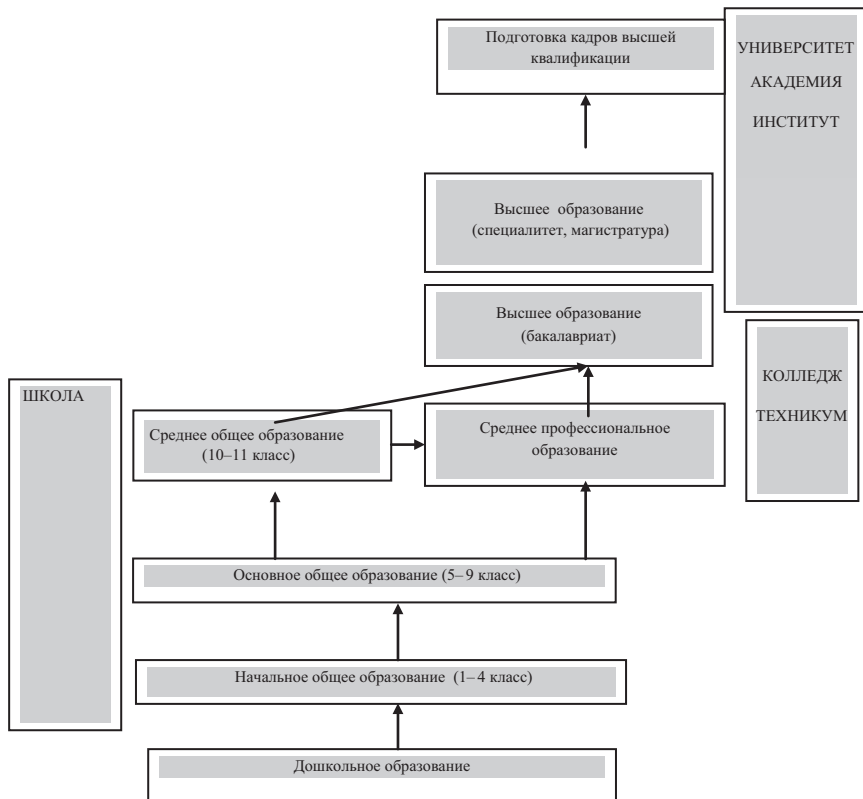 Подготовка кадров высшей
квалификации
УНИВЕРСИТЕТ
АКАДЕМИЯ
ИНСТИТУТ
Высшее образование
(специалитет, магистратура)
Высшее образование
(бакалавриат)
КОЛЛЕДЖ
ТЕХНИКУМ
ШКОЛА
Среднее общее образование
(10–11 класс)
Среднее профессиональное
образование
Основное общее образование (5–9 класс)
Начальное общее образование (1–4 класс)
Дошкольное образование